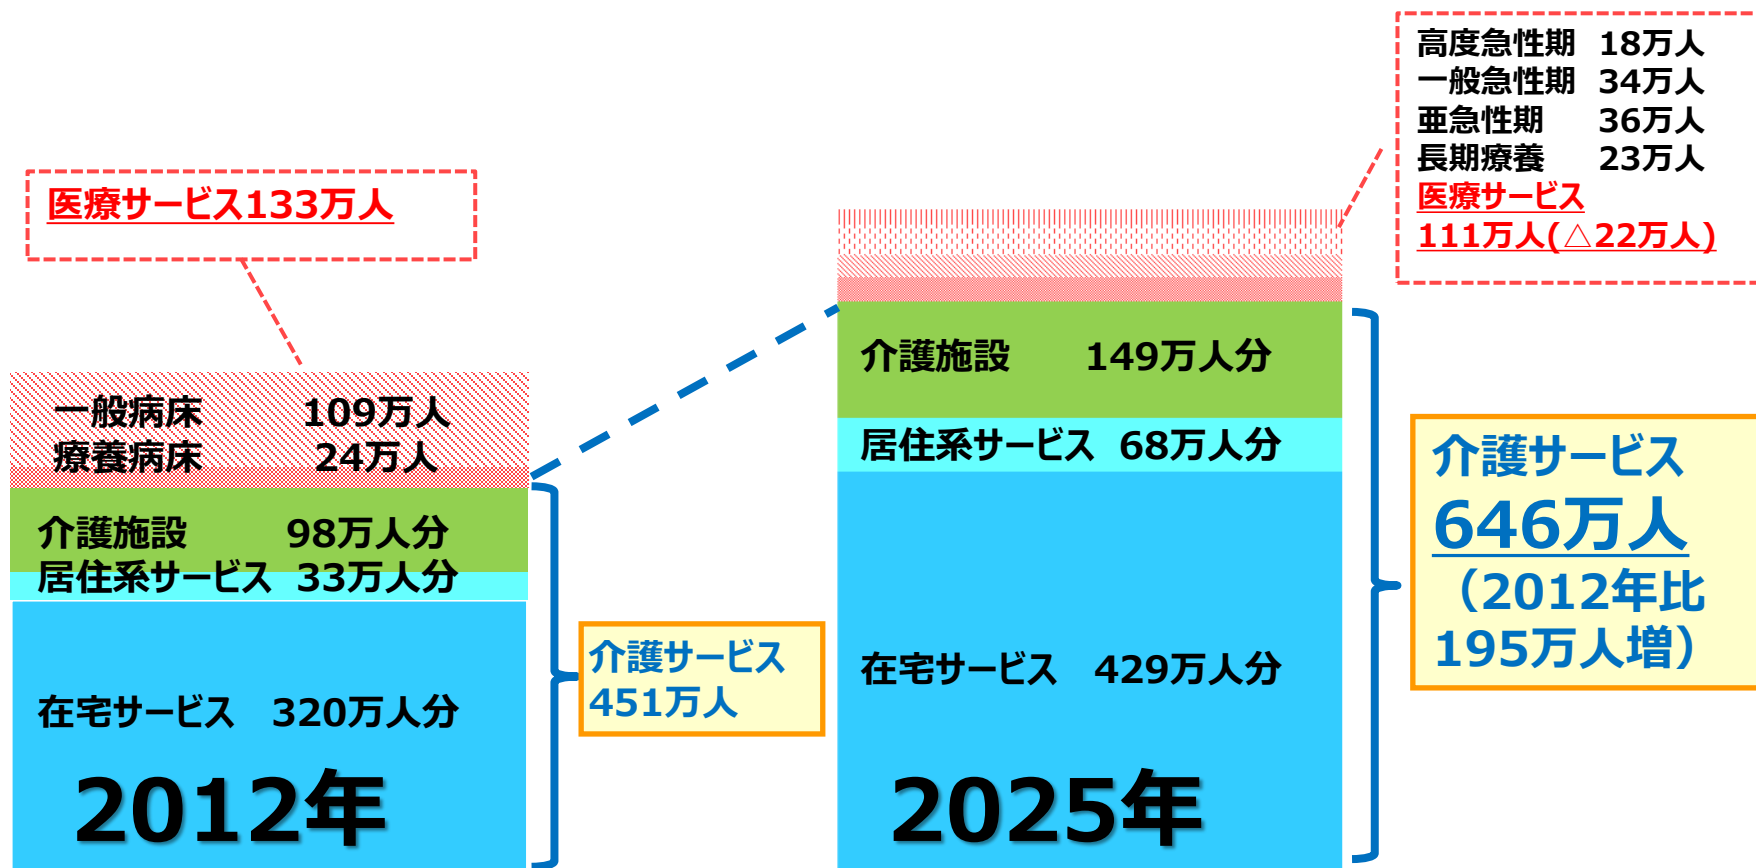 医療サービス133万人
一般病床 109万人
療養病床 24万人
介護施設 98万人分
居住系サービス 33万人分
在宅サービス 320万人分
2012年
介護サービス
451万人
高度急性期 18万人
一般急性期 34万人
亜急性期 36万人
長期療養 23万人
医療サービス
111万人(△22万人)
介護施設 149万人分
居住系サービス 68万人分
在宅サービス 429万人分
2025年
介護サービス
646万人
（2012年比
195万人増）